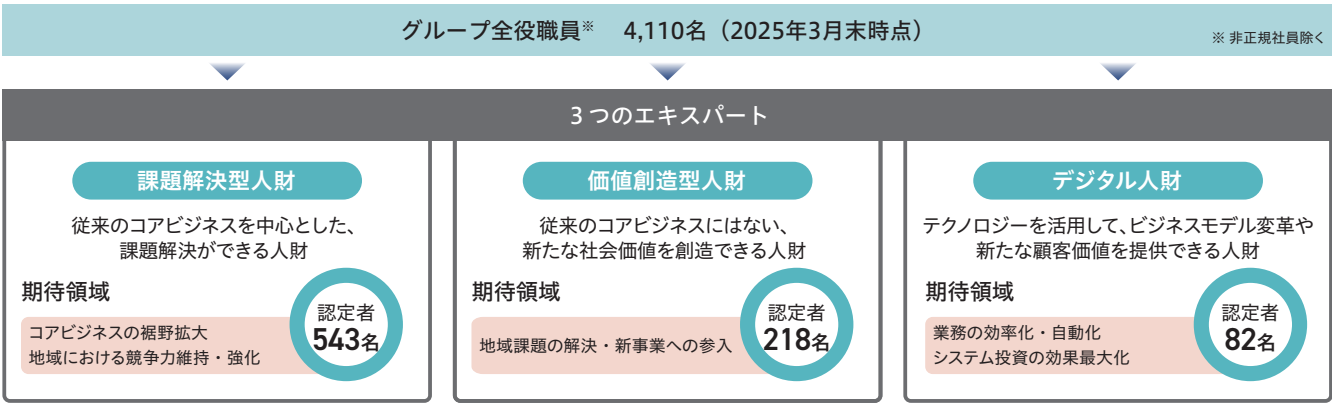 グループ全役職員※　4,110名（2025年3月末時点）
※ 非正規社員除く
3つのエキスパート
課題解決型人財
従来のコアビジネスを中心とした、
課題解決ができる人財
期待領域
コアビジネスの裾野拡大
地域における競争力維持・強化
認定者
543名
価値創造型人財
従来のコアビジネスにはない、
新たな社会価値を創造できる人財
期待領域
地域課題の解決・新事業への参入
認定者
218名
デジタル人財
テクノロジーを活用して、ビジネスモデル変革や
新たな顧客価値を提供できる人財
期待領域
業務の効率化・自動化
システム投資の効果最大化
認定者
82名